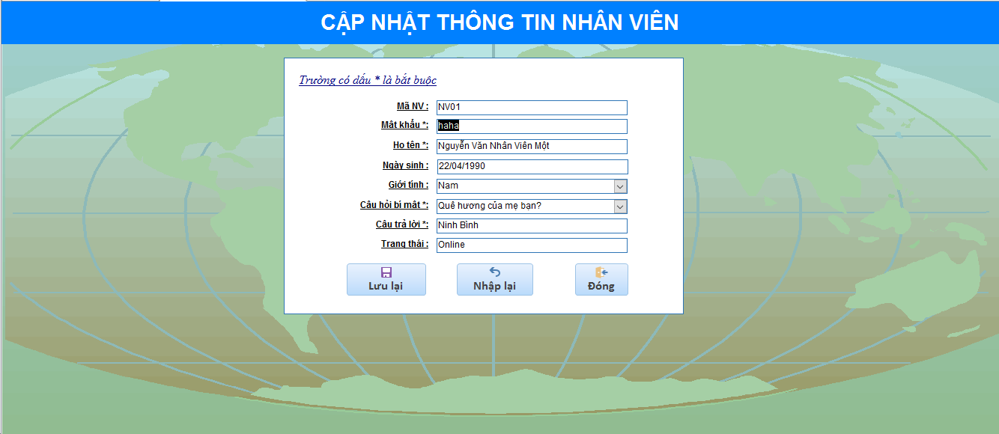 CẬP NHẬT THÔNG TIN NHÂN VIÊN
Trường có dấu * là bắt buộc
Mã NV : NV01
Mật khẩu *: haha
Họ tên *: Nguyễn Văn Nhân Viên Một
Ngày sinh : 22/04/1990
Giới tính : Nam
Câu hỏi bí mật *: Quê hương của mẹ bạn?
Câu trả lời *: Ninh Bình
Trạng thái : Online
Lưu lại Nhập lại Đóng